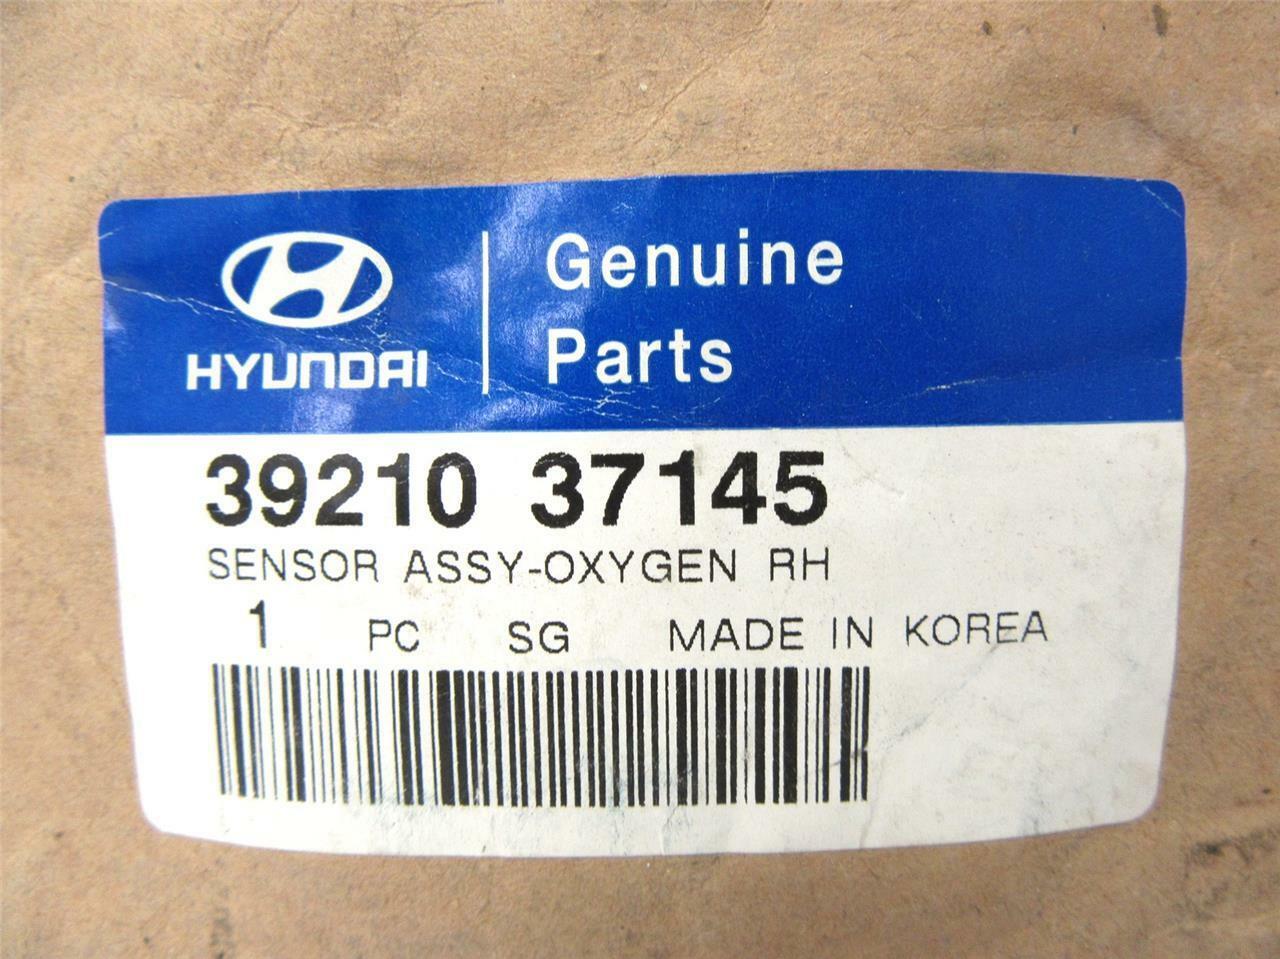 HYUNDAI
Genuine
Parts
39210 37145
SENSOR ASSY-OXYGEN RH
1 PC SG MADE IN KOREA